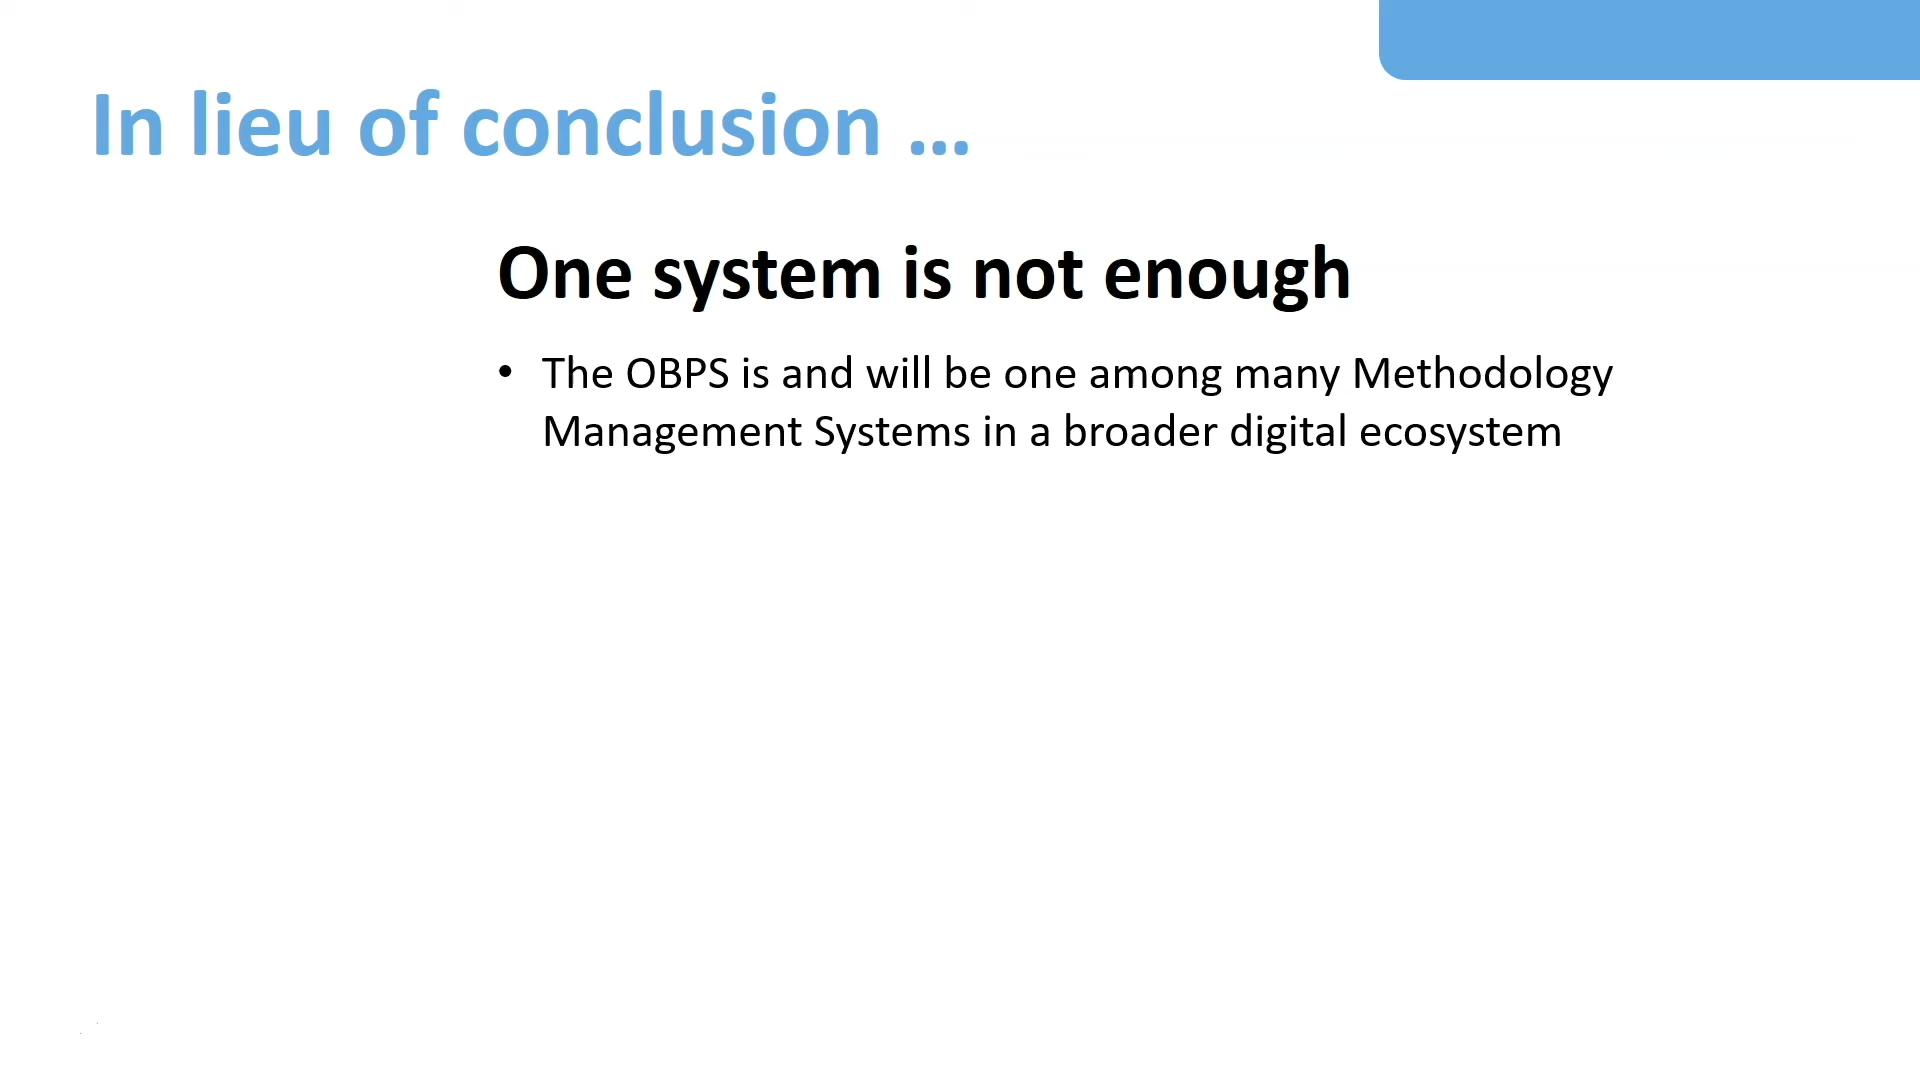 In lieu of conclusion ...
One system is not enough
• The OBPS is and will be one among many Methodology
Management Systems in a broader digital ecosystem